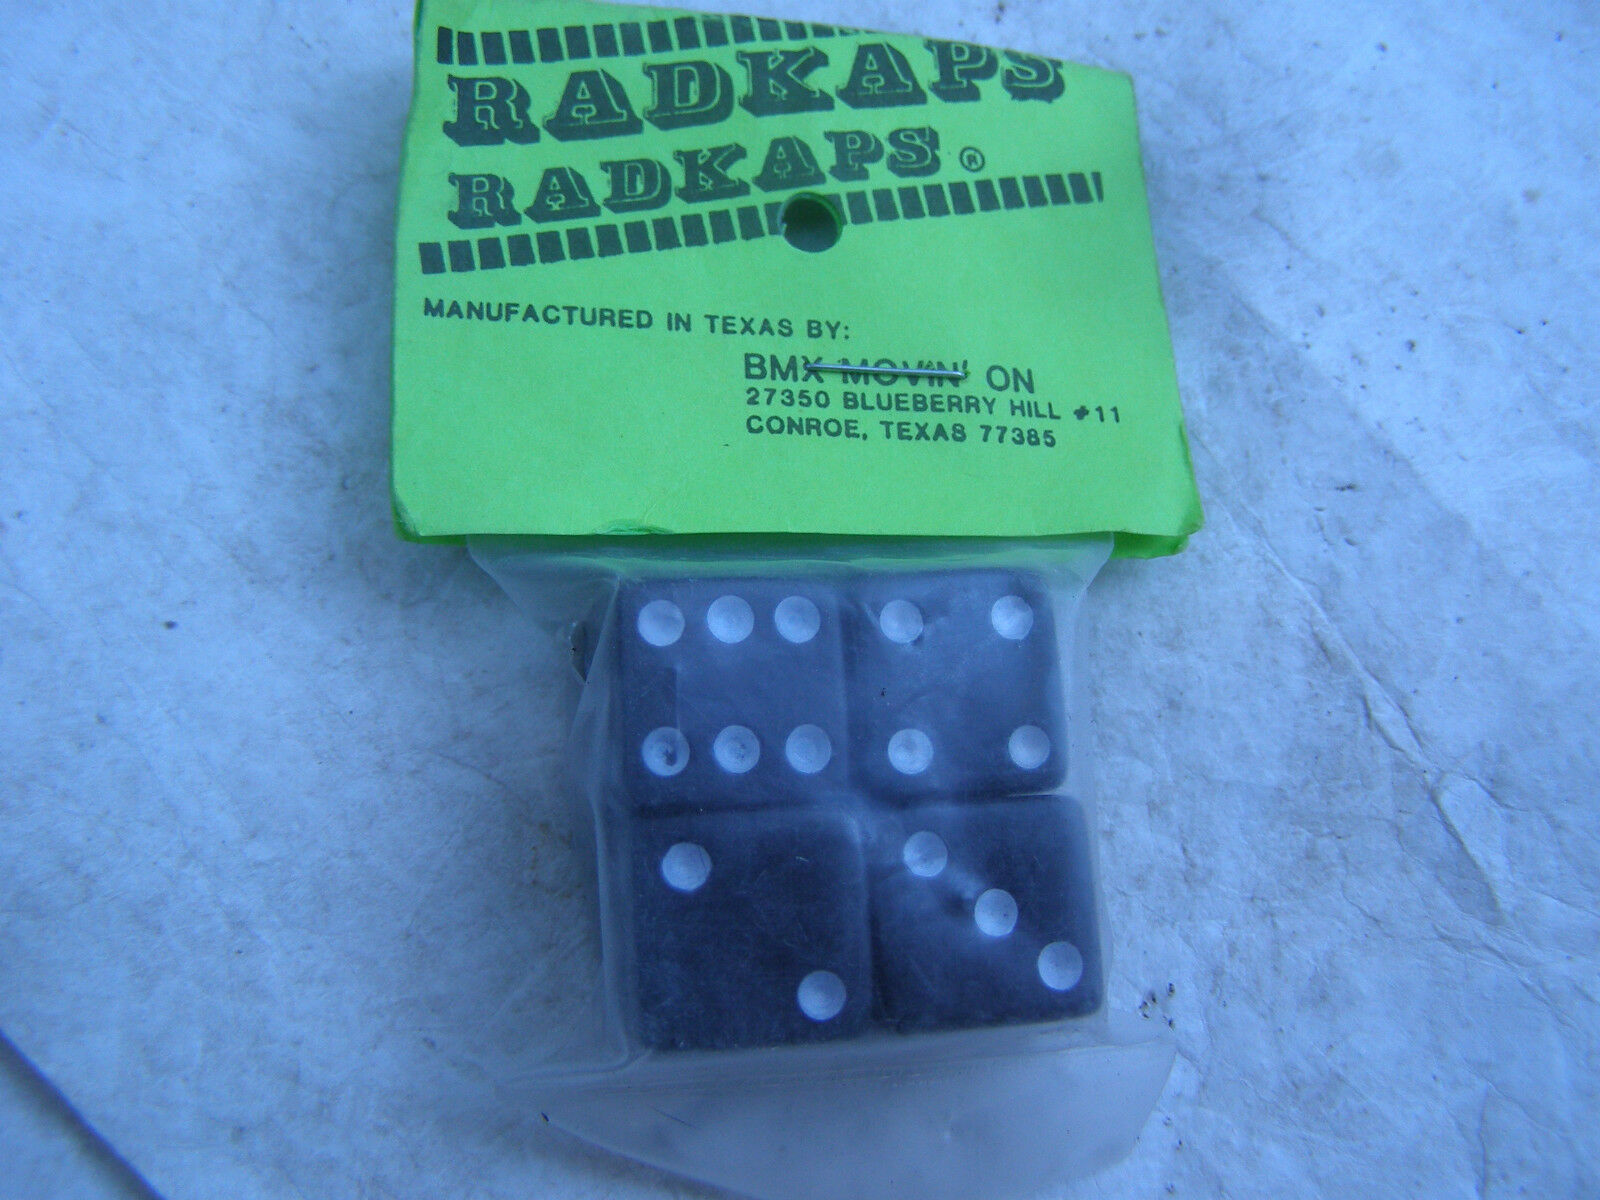 RADKAPS
RADKAPS ®
MANUFACTURED IN TEXAS BY:
BMX MOVIN' ON
27350 BLUEBERRY HILL #11
CONROE, TEXAS 77385